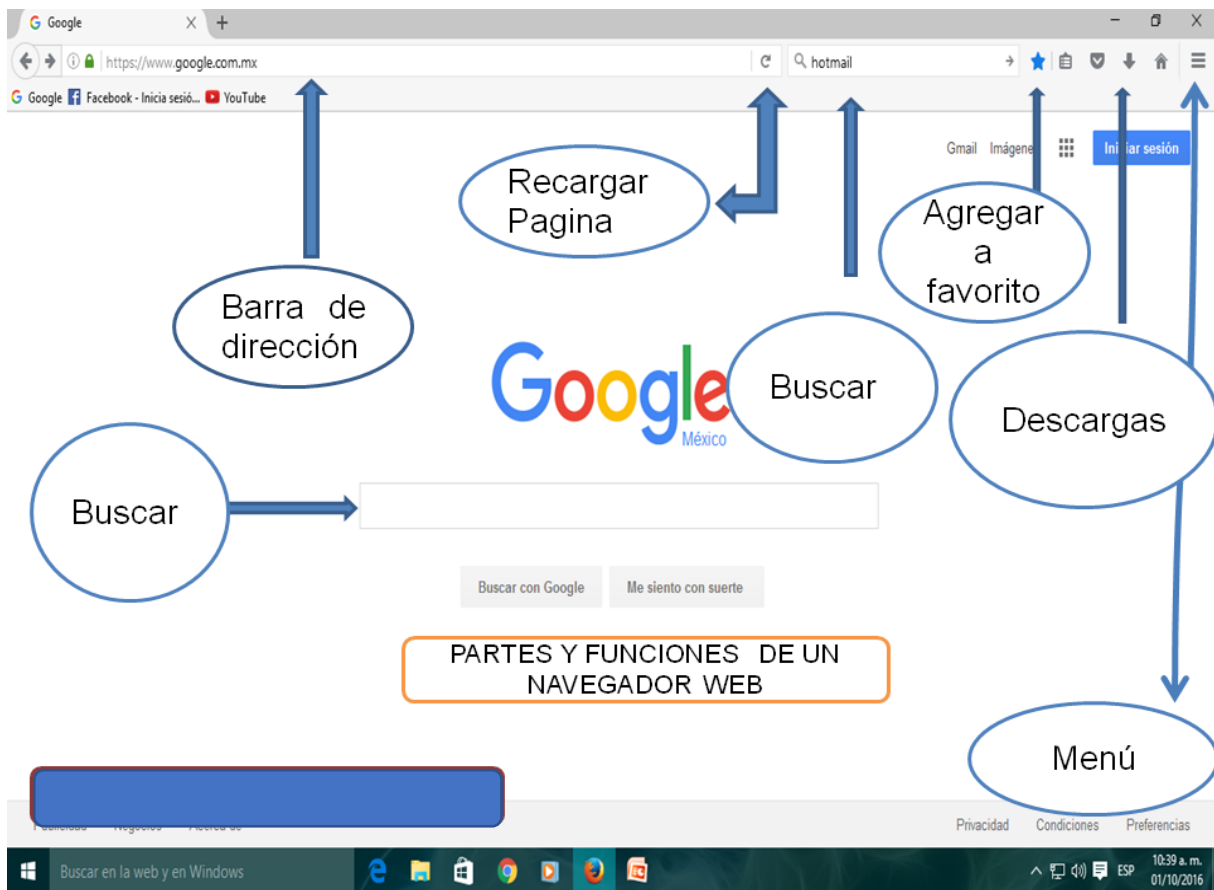 Google
https://www.google.com.mx
hotmail
Google Facebook - Inicia sesió... YouTube
Gmail Imágene
Recargar
Pagina
Agregar
a
favorito
Barra de
dirección
Google
México
Buscar
Descargas
Buscar
Buscar con Google Me siento con suerte
PARTES Y FUNCIONES DE UN
NAVEGADOR WEB
Menú
Privacidad Condiciones Preferencias
Buscar en la web y en Windows
ESP
10:39 a. m.
01/10/2016